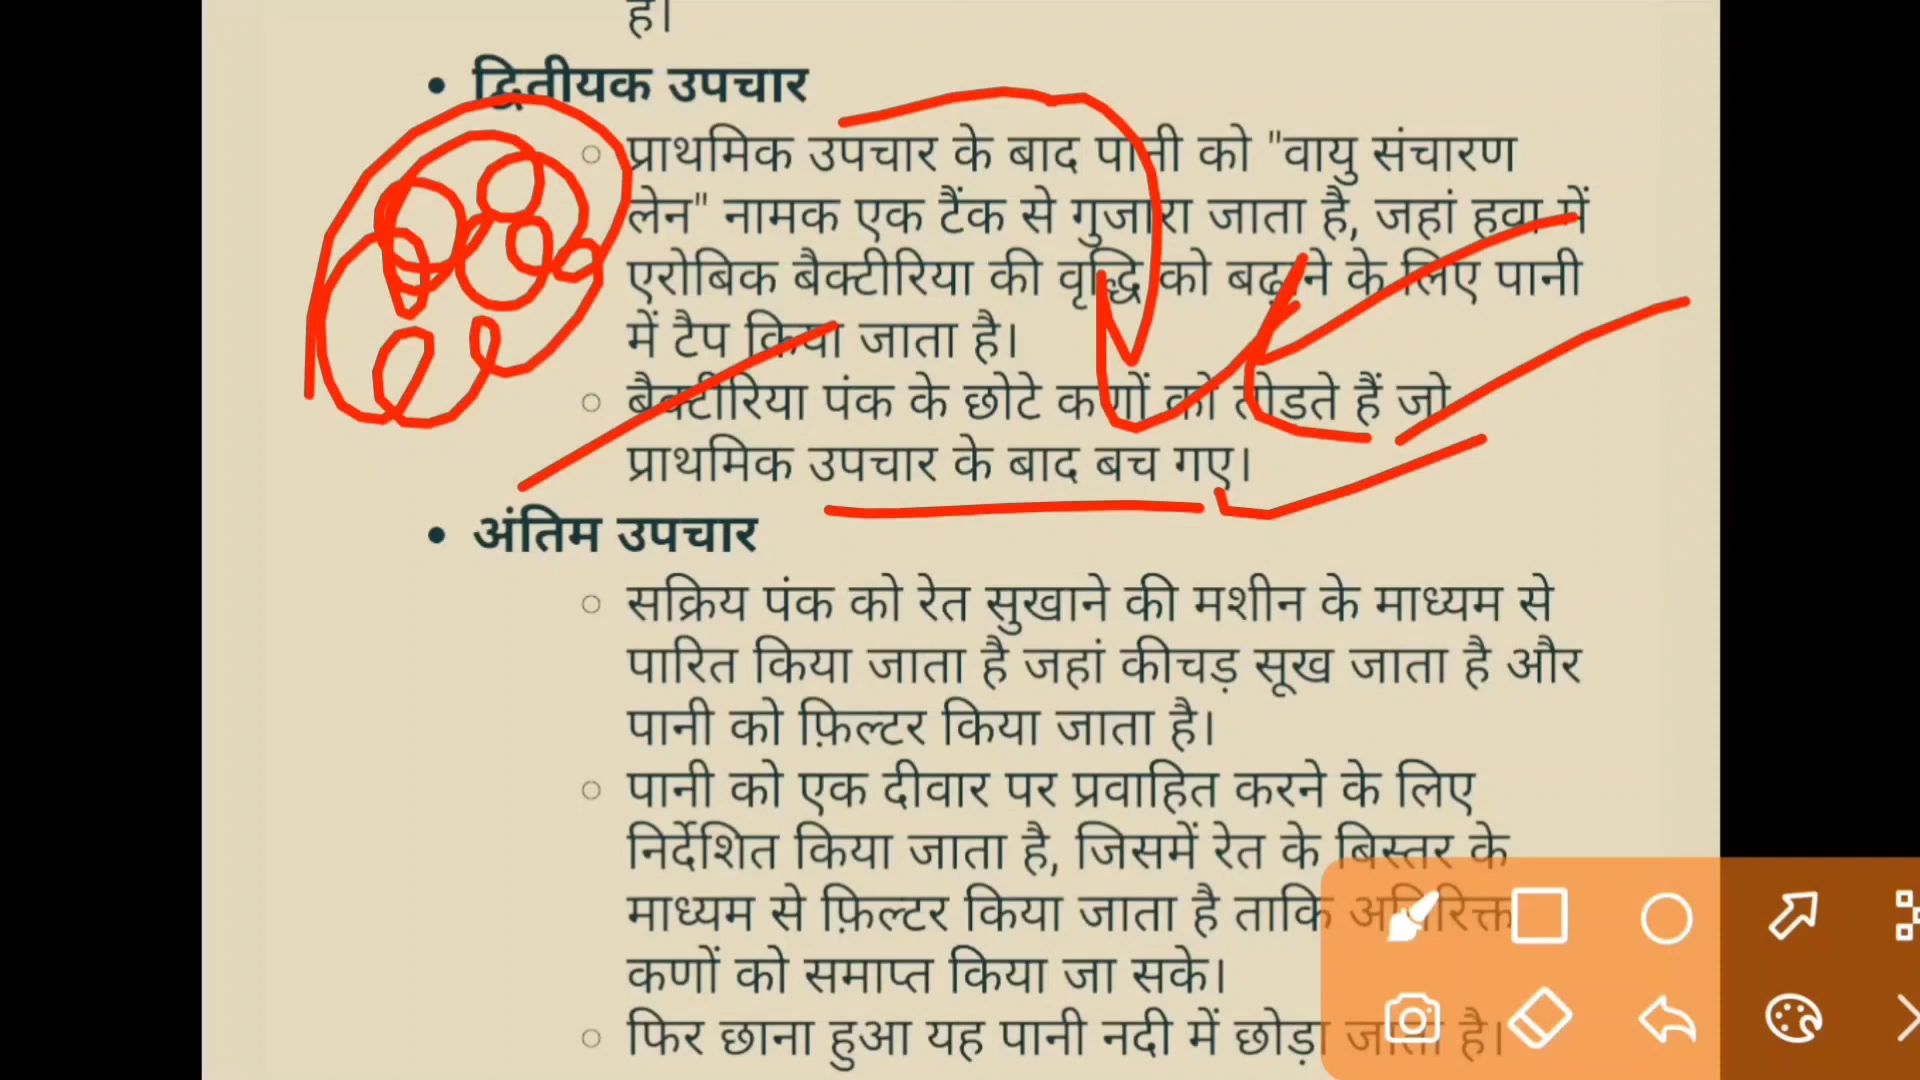 है।
• द्वितीयक उपचार
○ प्राथमिक उपचार के बाद पानी को "वायु संचारण
लेन" नामक एक टैंक से गुजारा जाता है, जहां हवा में
एरोबिक बैक्टीरिया की वृद्धि को बढ़ाने के लिए पानी
में टैप किया जाता है।
○ बैक्टीरिया पंक के छोटे कणों को तोड़ते हैं जो
प्राथमिक उपचार के बाद बच गए।
• अंतिम उपचार
○ सक्रिय पंक को रेत सुखाने की मशीन के माध्यम से
पारित किया जाता है जहां कीचड़ सूख जाता है और
पानी को फ़िल्टर किया जाता है।
○ पानी को एक दीवार पर प्रवाहित करने के लिए
निर्देशित किया जाता है, जिसमें रेत के बिस्तर के
माध्यम से फ़िल्टर किया जाता है ताकि अतिरिक्त
कणों को समाप्त किया जा सके।
○ फिर छाना हुआ यह पानी नदी में छोड़ा जाता है।